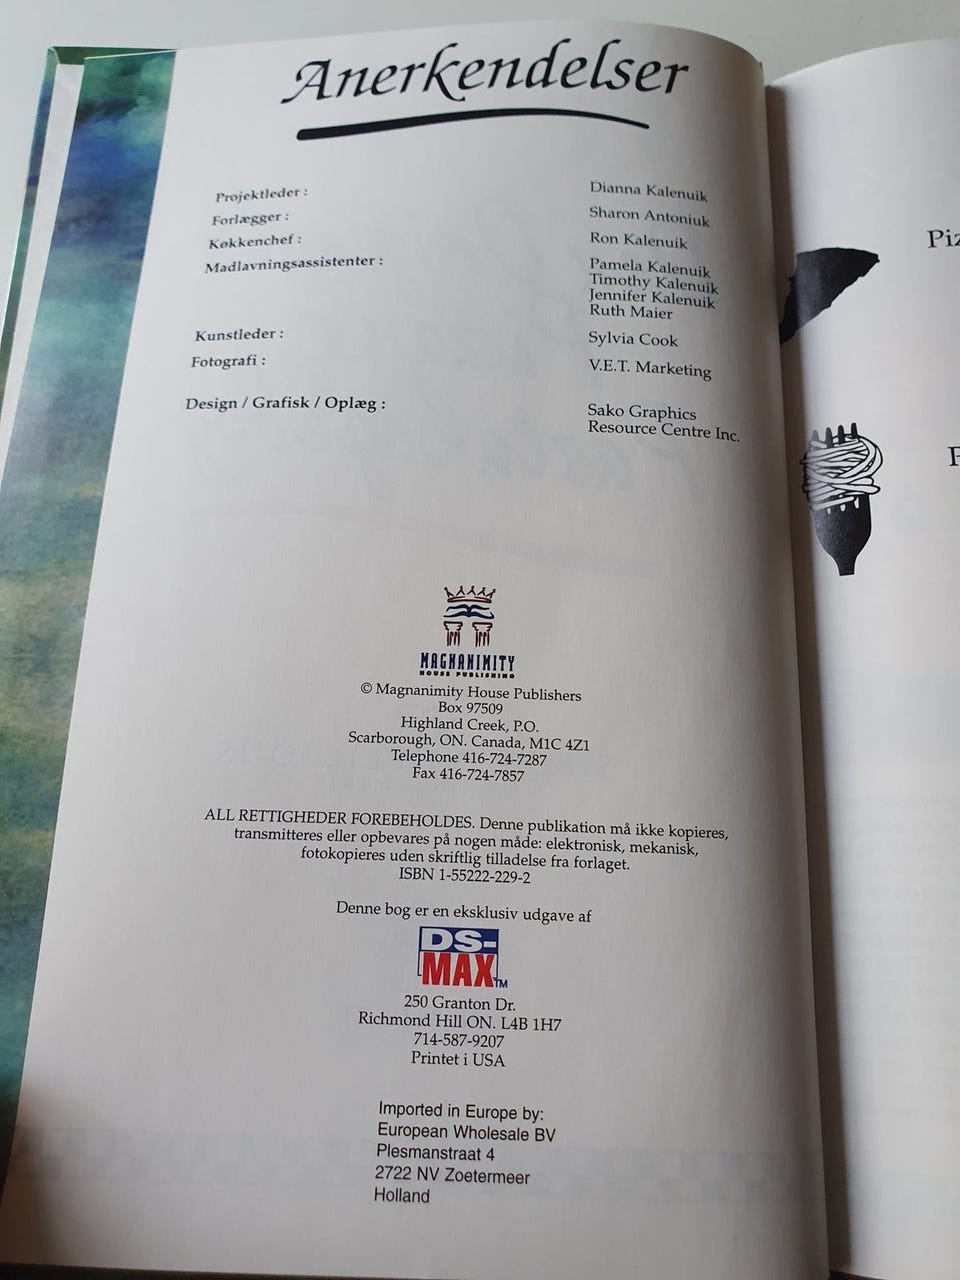 Anerkendelser
Projektleder : Dianna Kalenuik
Forlægger : Sharon Antoniuk
Køkkenchef : Ron Kalenuik
Madlavningsassistenter : Pamela Kalenuik
Timothy Kalenuik
Jennifer Kalenuik
Ruth Maier
Kunstleder : Sylvia Cook
Fotografi : V.E.T. Marketing
Design / Grafisk / Oplæg : Sako Graphics
Resource Centre Inc.
MAGNANIMITY
HOUSE PUBLISHING
© Magnanimity House Publishers
Box 97509
Highland Creek, P.O.
Scarborough, ON. Canada, M1C 4Z1
Telephone 416-724-7287
Fax 416-724-7857
ALL RETTIGHEDER FOREBEHOLDES. Denne publikation må ikke kopieres,
transmitteres eller opbevares på nogen måde: elektronisk, mekanisk,
fotokopieres uden skriftlig tilladelse fra forlaget.
ISBN 1-55222-229-2
Denne bog er en eksklusiv udgave af
DS-
MAX™
250 Granton Dr.
Richmond Hill ON. L4B 1H7
714-587-9207
Printet i USA
Imported in Europe by:
European Wholesale BV
Plesmanstraat 4
2722 NV Zoetermeer
Holland
Piz